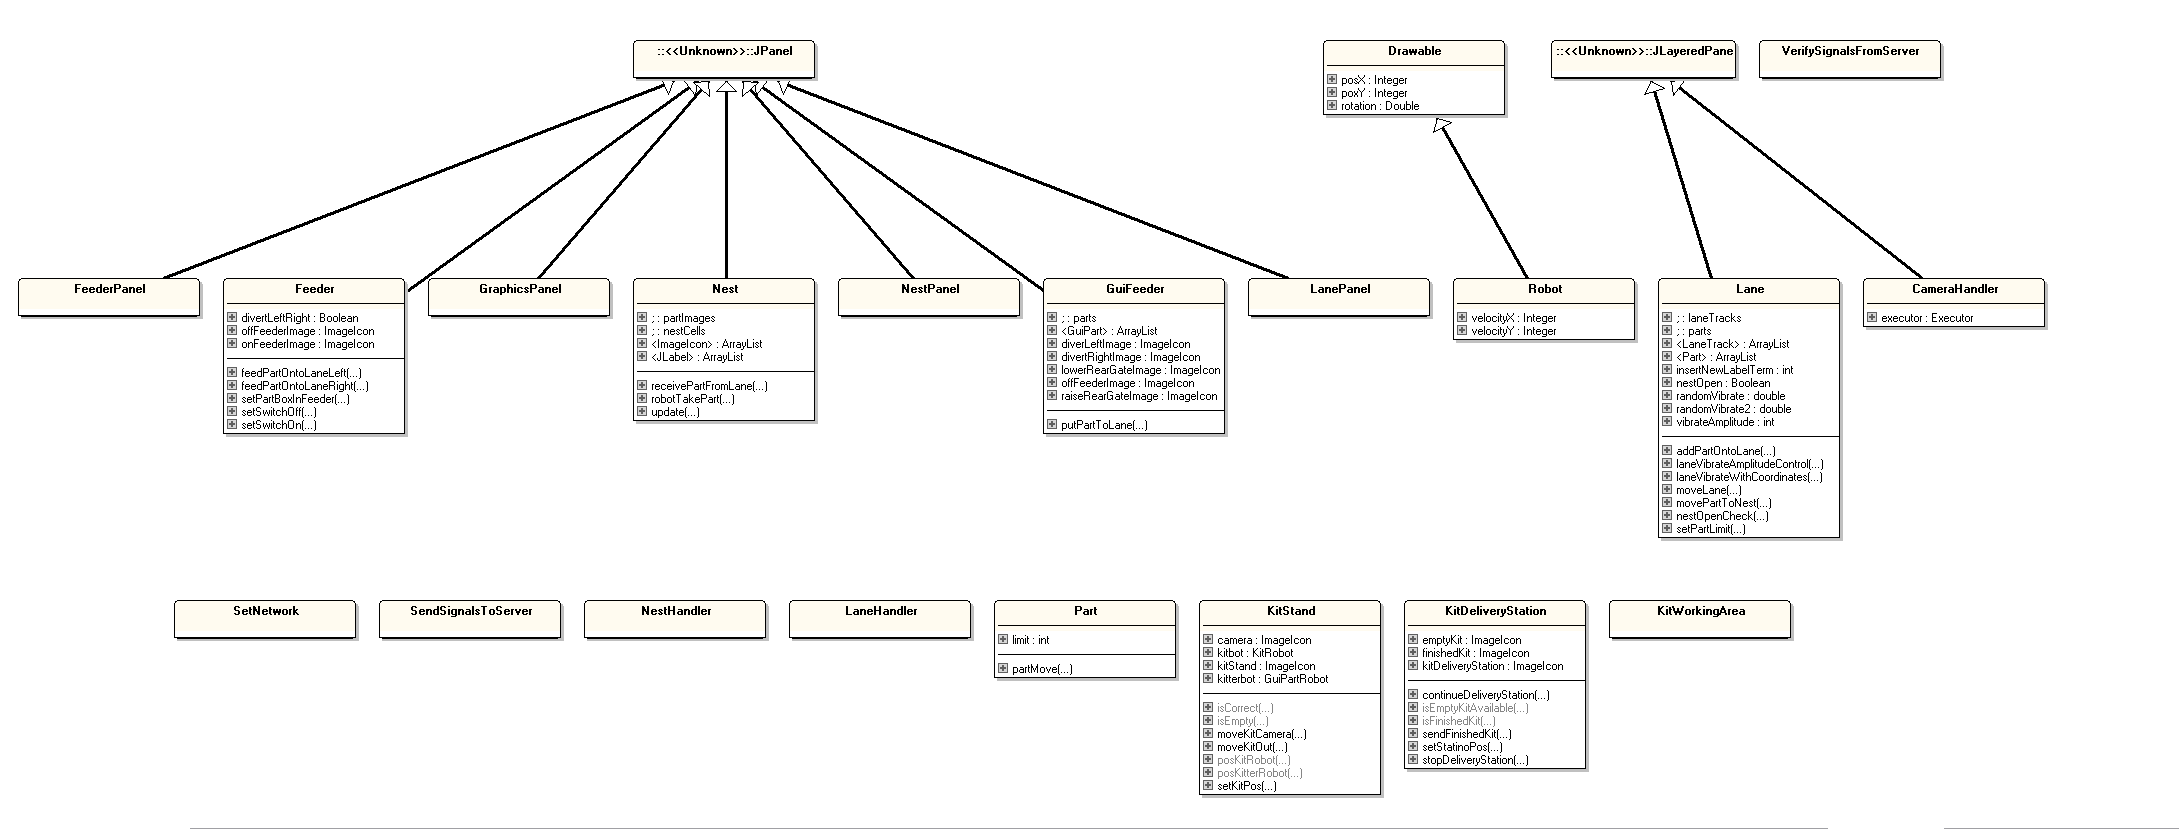 ::<<Unknown>>::JPanel
Drawable
posX : Integer
poxY : Integer
rotation : Double
::<<Unknown>>::JLayeredPane
VerifySignalsFromServer
FeederPanel
Feeder
divertLeftRight : Boolean
offFeederImage : ImageIcon
onFeederImage : ImageIcon
feedPartOntoLaneLeft(...)
feedPartOntoLaneRight(...)
setPartBoxInFeeder(...)
setSwitchOff(...)
setSwitchOn(...)
GraphicsPanel
Nest
; : partImages
; : nestCells
<ImageIcon> : ArrayList
<JLabel> : ArrayList
receivePartFromLane(...)
robotTakePart(...)
update(...)
NestPanel
GuiFeeder
; : parts
<GuiPart> : ArrayList
diverLeftImage : ImageIcon
divertRightImage : ImageIcon
lowerRearGateImage : ImageIcon
offFeederImage : ImageIcon
raiseRearGateImage : ImageIcon
putPartToLane(...)
LanePanel
Robot
velocityX : Integer
velocityY : Integer
Lane
; : laneTracks
; : parts
<LaneTrack> : ArrayList
<Part> : ArrayList
insertNewLabelTerm : int
nestOpen : Boolean
randomVibrate : double
randomVibrate2 : double
vibrateAmplitude : int
addPartOntoLane(...)
laneVibrateAmplitudeControl(...)
laneVibrateWithCoordinates(...)
moveLane(...)
movePartToNest(...)
nestOpenCheck(...)
setPartLimit(...)
CameraHandler
executor : Executor
SetNetwork
SendSignalsToServer
NestHandler
LaneHandler
Part
limit : int
partMove(...)
KitStand
camera : ImageIcon
kitbot : KitRobot
kitStand : ImageIcon
kitterbot : GuiPartRobot
isCorrect(...)
isEmpty(...)
moveKitCamera(...)
moveKitOut(...)
posKitRobot(...)
posKitterRobot(...)
setKitPos(...)
KitDeliveryStation
emptyKit : ImageIcon
finishedKit : ImageIcon
kitDeliveryStation : ImageIcon
continueDeliveryStation(...)
isEmptyKitAvailable(...)
isFinishedKit(...)
sendFinishedKit(...)
setStatinoPos(...)
stopDeliveryStation(...)
KitWorkingArea